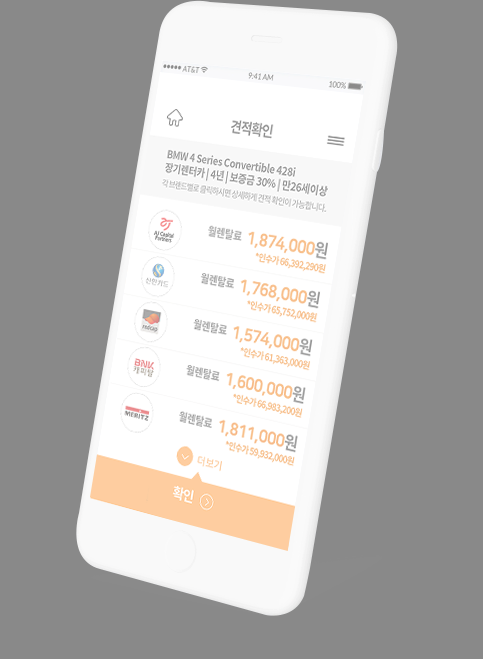 AT&T 9:41 AM 100%
견적확인
BMW 4 Series Convertible 428i
장기렌터카 | 4년 | 보증금 30% | 만26세이상
각 브랜드별로 클릭하시면 상세하게 견적 확인이 가능합니다.
AJ Capital Partners
월렌탈료 1,874,000원
*인수가 66,392,250원
신한카드
월렌탈료 1,768,000원
*인수가 65,752,000원
월렌탈료 1,574,000원
*인수가 61,363,000원
BNK 캐피탈
월렌탈료 1,600,000원
*인수가 66,983,200원
MERITZ
월렌탈료 1,811,000원
*인수가 59,932,000원
더보기
확인